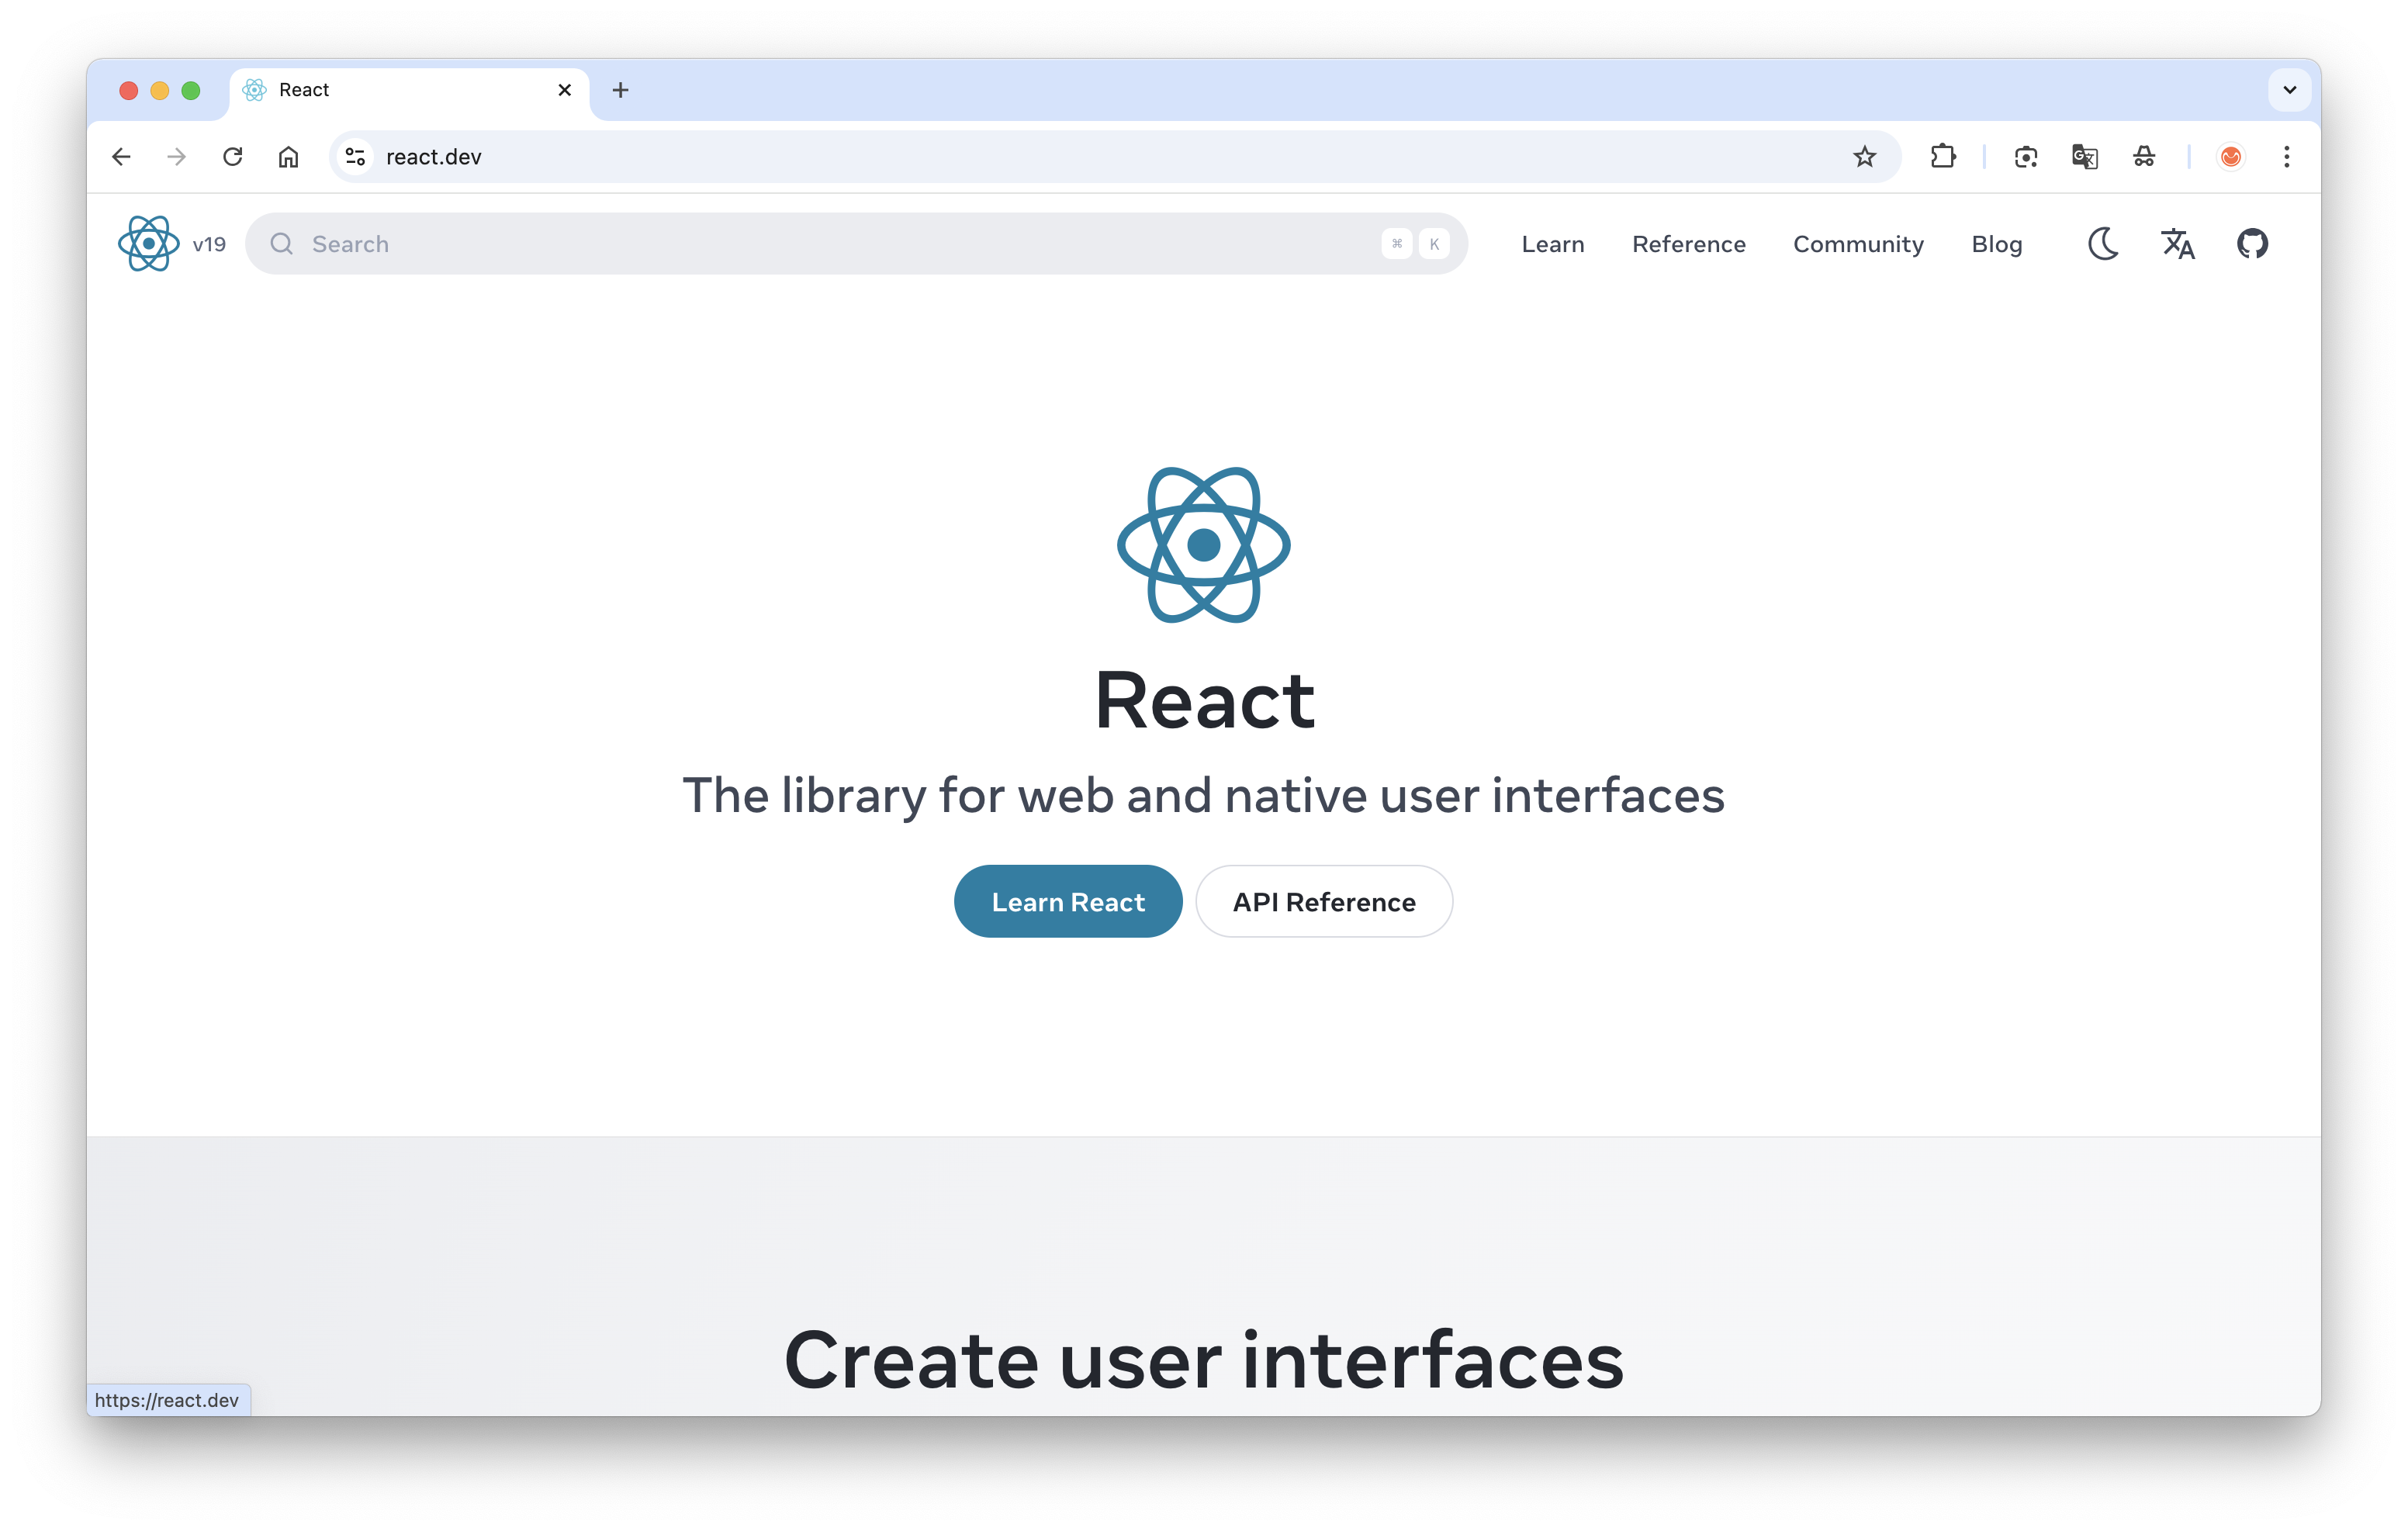 React
react.dev
v19
Search
⌘ K
Learn
Reference
Community
Blog
React
The library for web and native user interfaces
Learn React
API Reference
Create user interfaces
https://react.dev